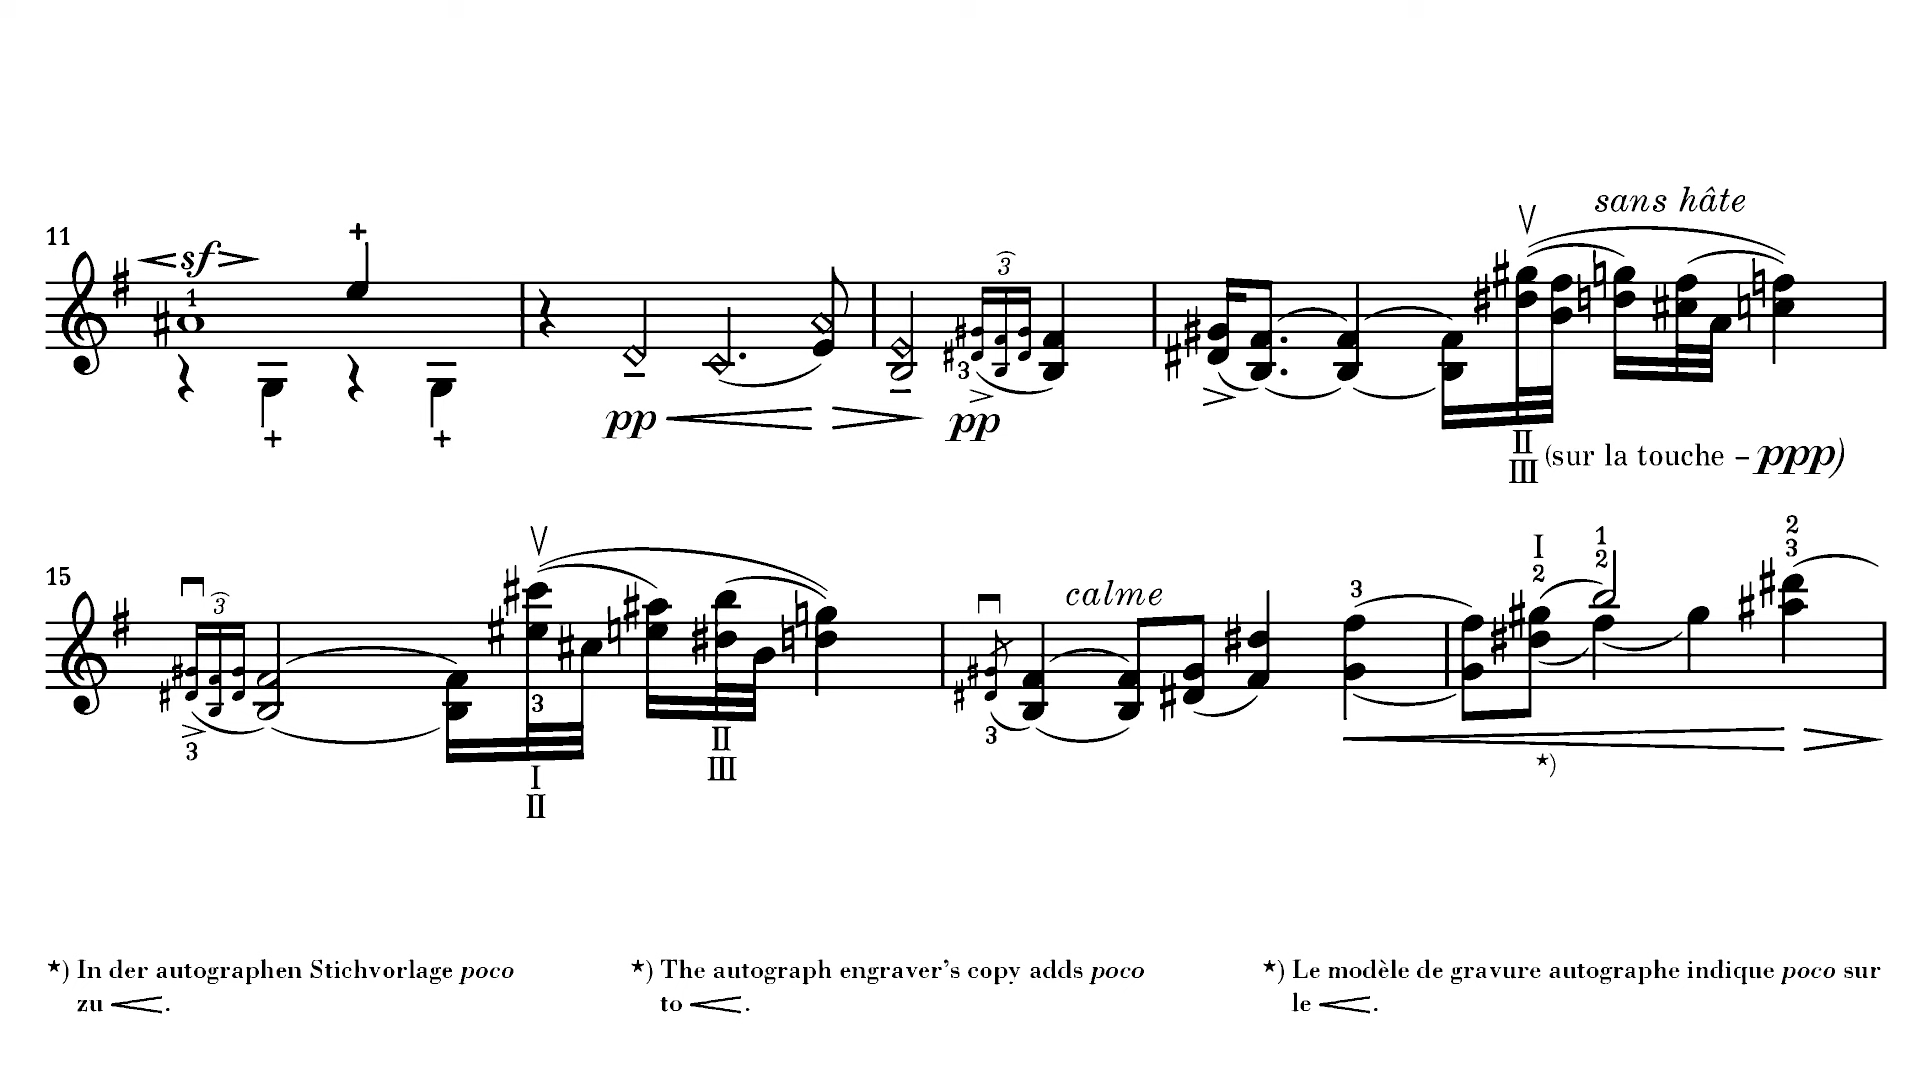 sans hâte
11
sf
1
3
3
pp
pp
II
III
(sur la touche – ppp)
15
3
calme
I
2
1
2
2
3
3
3
3
3
II
III
I
II
★)
★) In der autographen Stichvorlage poco
zu <.
★) The autograph engraver's copy adds poco
to <.
★) Le modèle de gravure autographe indique poco sur
le <.